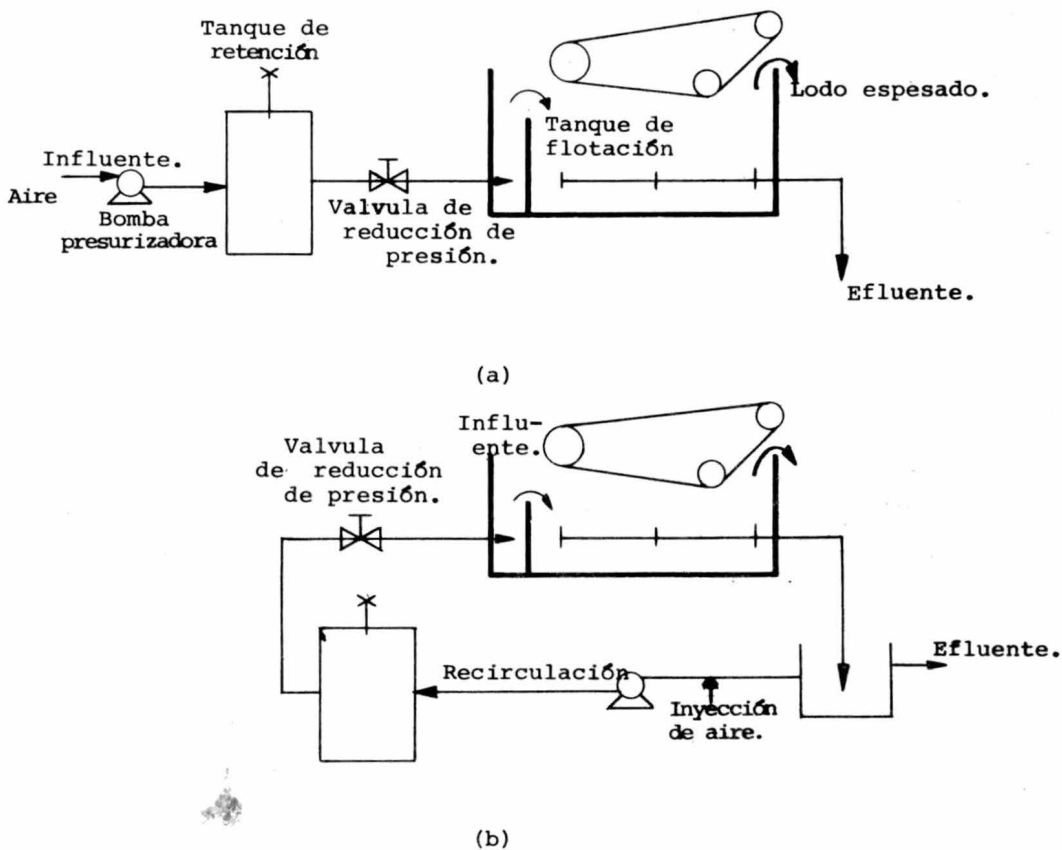 Tanque de
retención
Lodo espesado.
Tanque de
flotación
Influente.
Aire
Bomba
presurizadora
Valvula de
reducción de
presión.
Efluente.
(a)
Influ-
ente.
Valvula
de reducción
de presión.
Efluente.
Recirculación
Inyección
de aire.
(b)